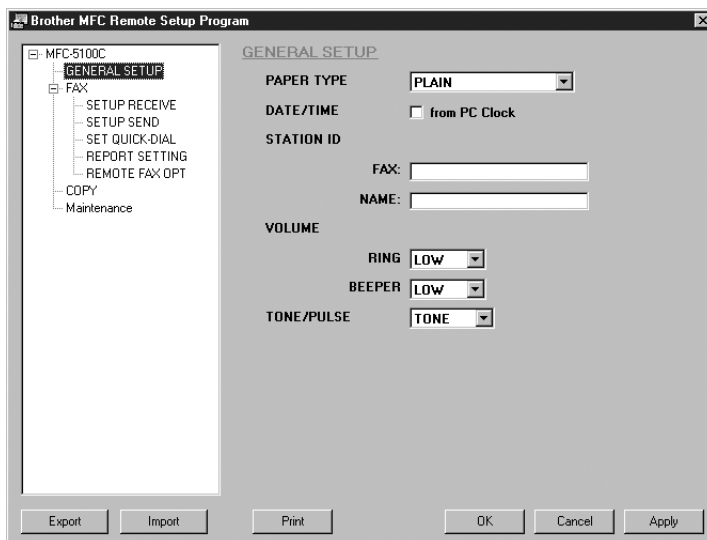 Brother MFC Remote Setup Program
MFC-5100C
GENERAL SETUP
FAX
SETUP RECEIVE
SETUP SEND
SET QUICK-DIAL
REPORT SETTING
REMOTE FAX OPT
COPY
Maintenance
GENERAL SETUP
PAPER TYPE PLAIN
DATE/TIME from PC Clock
STATION ID
FAX:
NAME:
VOLUME
RING LOW
BEEPER LOW
TONE/PULSE TONE
Export Import Print OK Cancel Apply